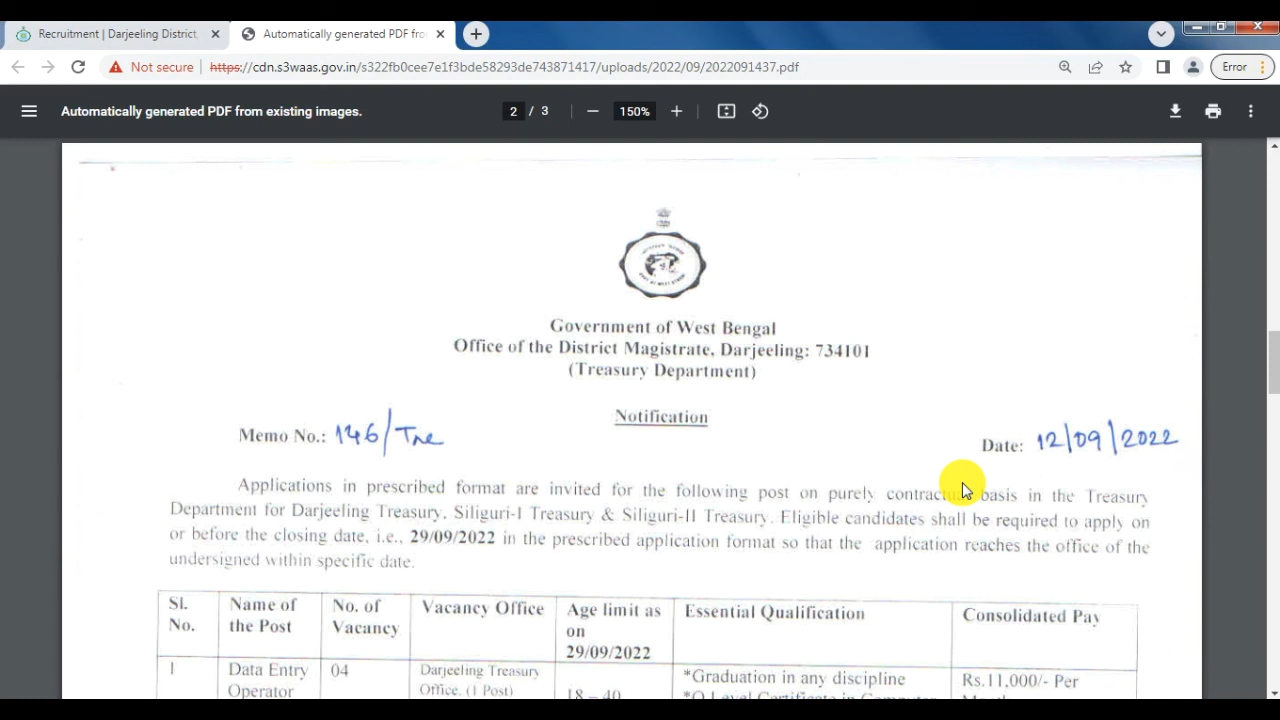 Recruitment | Darjeeling District,
Automatically generated PDF fro
Not secure
https://cdn.s3waas.gov.in/s322fb0cee7e1f3bde58293de743871417/uploads/2022/09/2022091437.pdf
Error
Automatically generated PDF from existing images.
2 / 3
150%
Government of West Bengal
Office of the District Magistrate, Darjeeling: 734101
(Treasury Department)
Notification
Memo No.: 146/Tre
Date: 12/09/2022
Applications in prescribed format are invited for the following post on purely contractual basis in the Treasury
Department for Darjeeling Treasury, Siliguri-I Treasury & Siliguri-II Treasury. Eligible candidates shall be required to apply on
or before the closing date, i.e., 29/09/2022 in the prescribed application format so that the application reaches the office of the
undersigned within specific date.
Sl. No.
Name of the Post
No. of Vacancy
Vacancy Office
Age limit as on 29/09/2022
Essential Qualification
Consolidated Pay
1
Data Entry Operator
04
Darjeeling Treasury
Office. (1 Post)
18 – 40
*Graduation in any discipline
*O Level Certificate in Computer
Rs.11,000/- Per